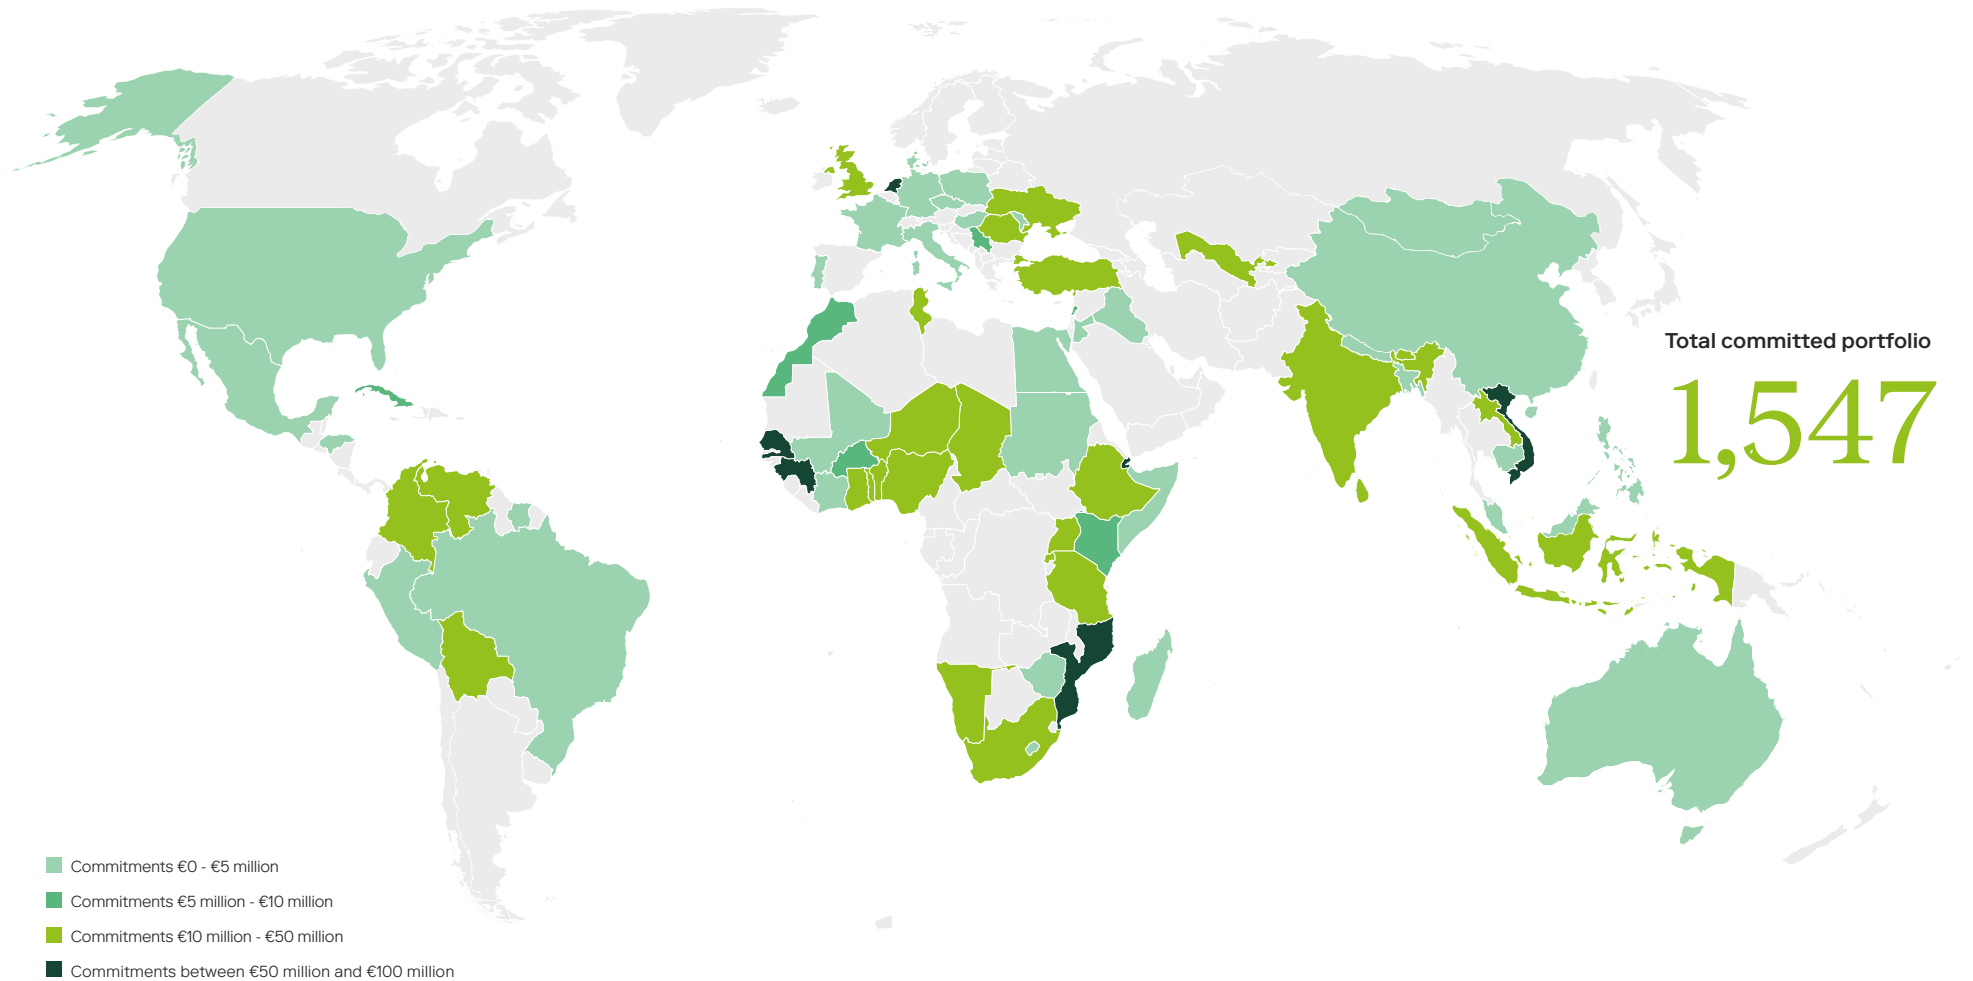 Total committed portfolio
1,547
Commitments €0 - €5 million
Commitments €5 million - €10 million
Commitments €10 million - €50 million
Commitments between €50 million and €100 million